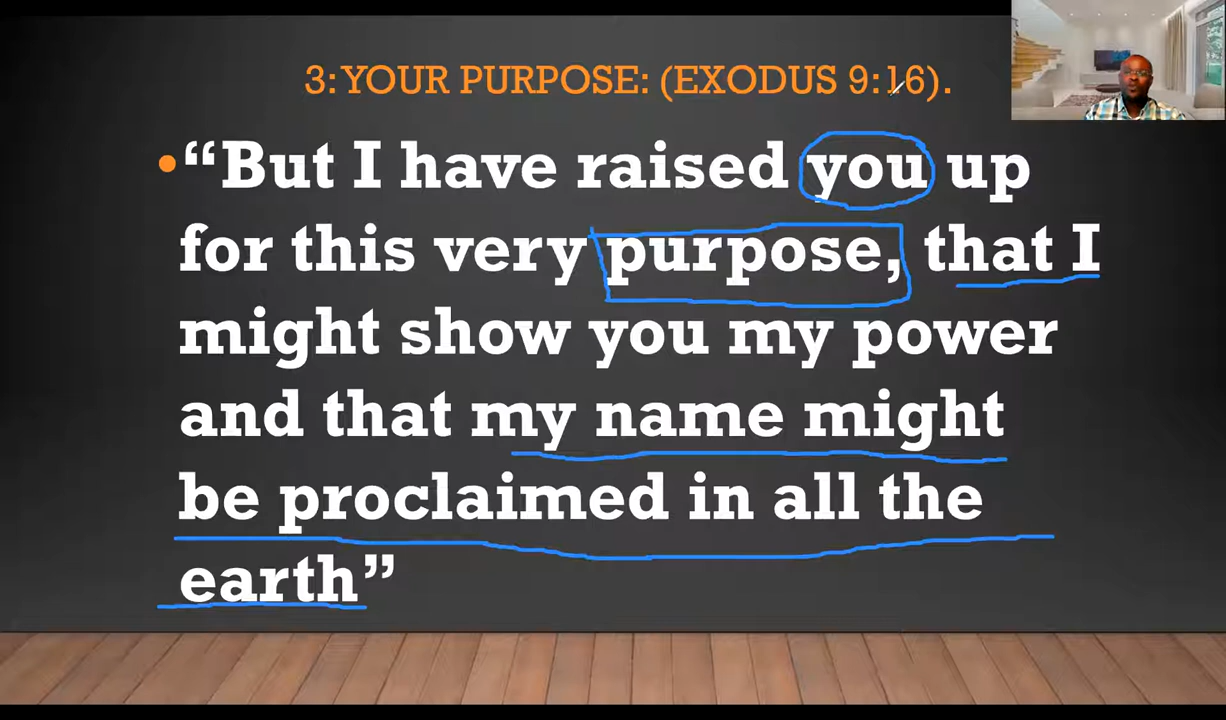 3: YOUR PURPOSE: (EXODUS 9:16).
•“But I have raised you up
for this very purpose, that I
might show you my power
and that my name might
be proclaimed in all the
earth”